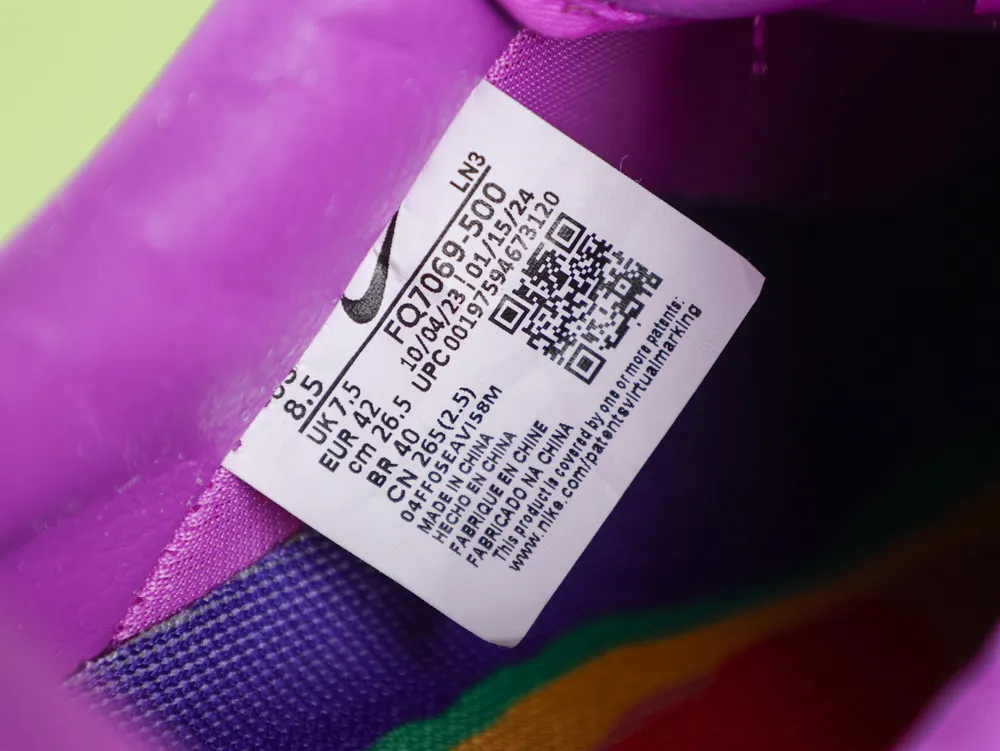 LN3
8.5
FQ7069-500
UK 7.5
10/04/23 | 01/15/24
EUR 42
UPC 00197594673120
cm 26.5
BR 40
CN 265(2.5)
04FFOSEAVI58M
MADE IN CHINA
HECHO EN CHINA
FABRIQUE EN CHINE
FABRICADO NA CHINA
This product is covered by one or more patents:
www.nike.com/patentsvirtualmarking